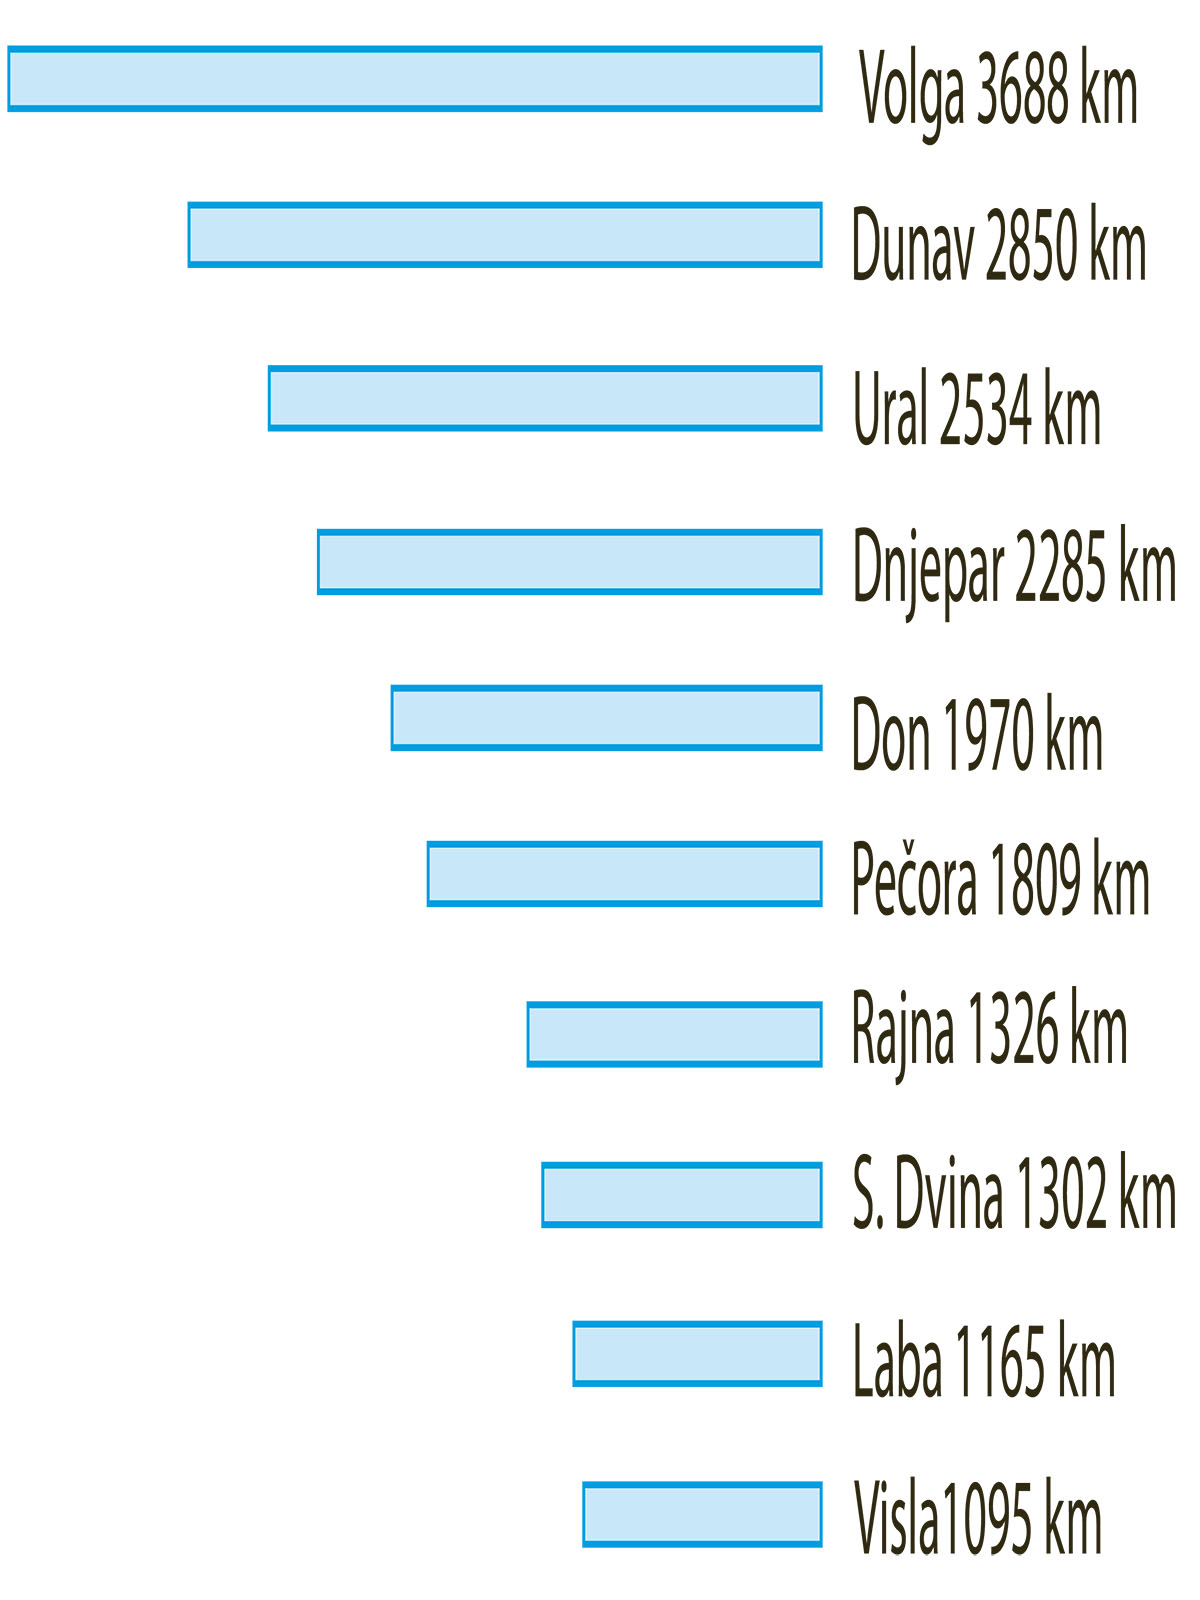 Volga 3688 km
Dunav 2850 km
Ural 2534 km
Dnjepar 2285 km
Don 1970 km
Pečora 1809 km
Rajna 1326 km
S. Dvina 1302 km
Laba 1165 km
Visla1095 km